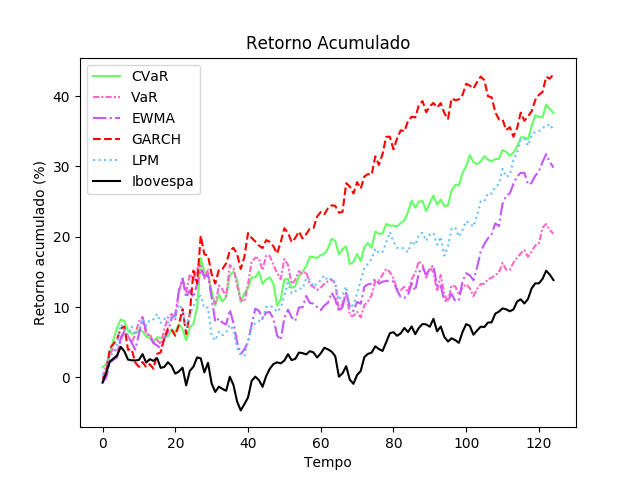 Retorno Acumulado
CVaR
VaR
EWMA
GARCH
LPM
Ibovespa
Retorno acumulado (%)
40
30
20
10
0
0 20 40 60 80 100 120
Tempo